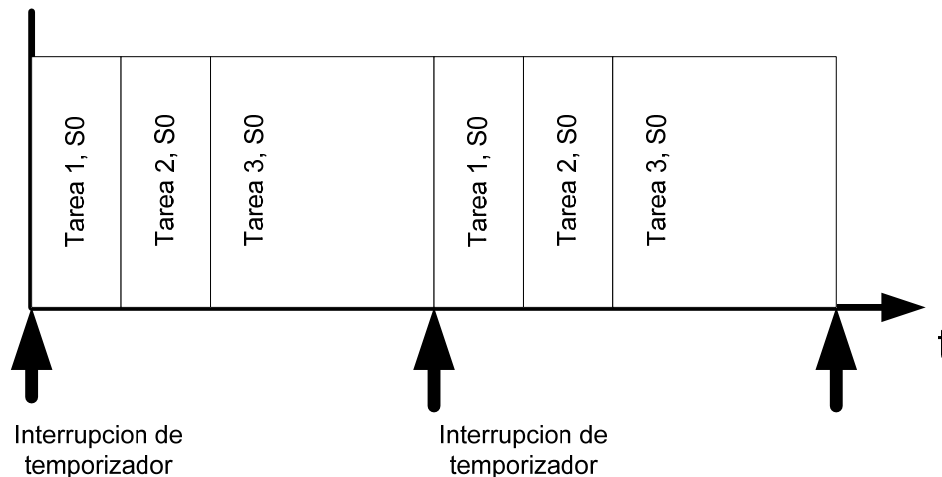 Tarea 1, S0
Tarea 2, S0
Tarea 3, S0
Tarea 1, S0
Tarea 2, S0
Tarea 3, S0
t
Interrupcion de
temporizador
Interrupcion de
temporizador